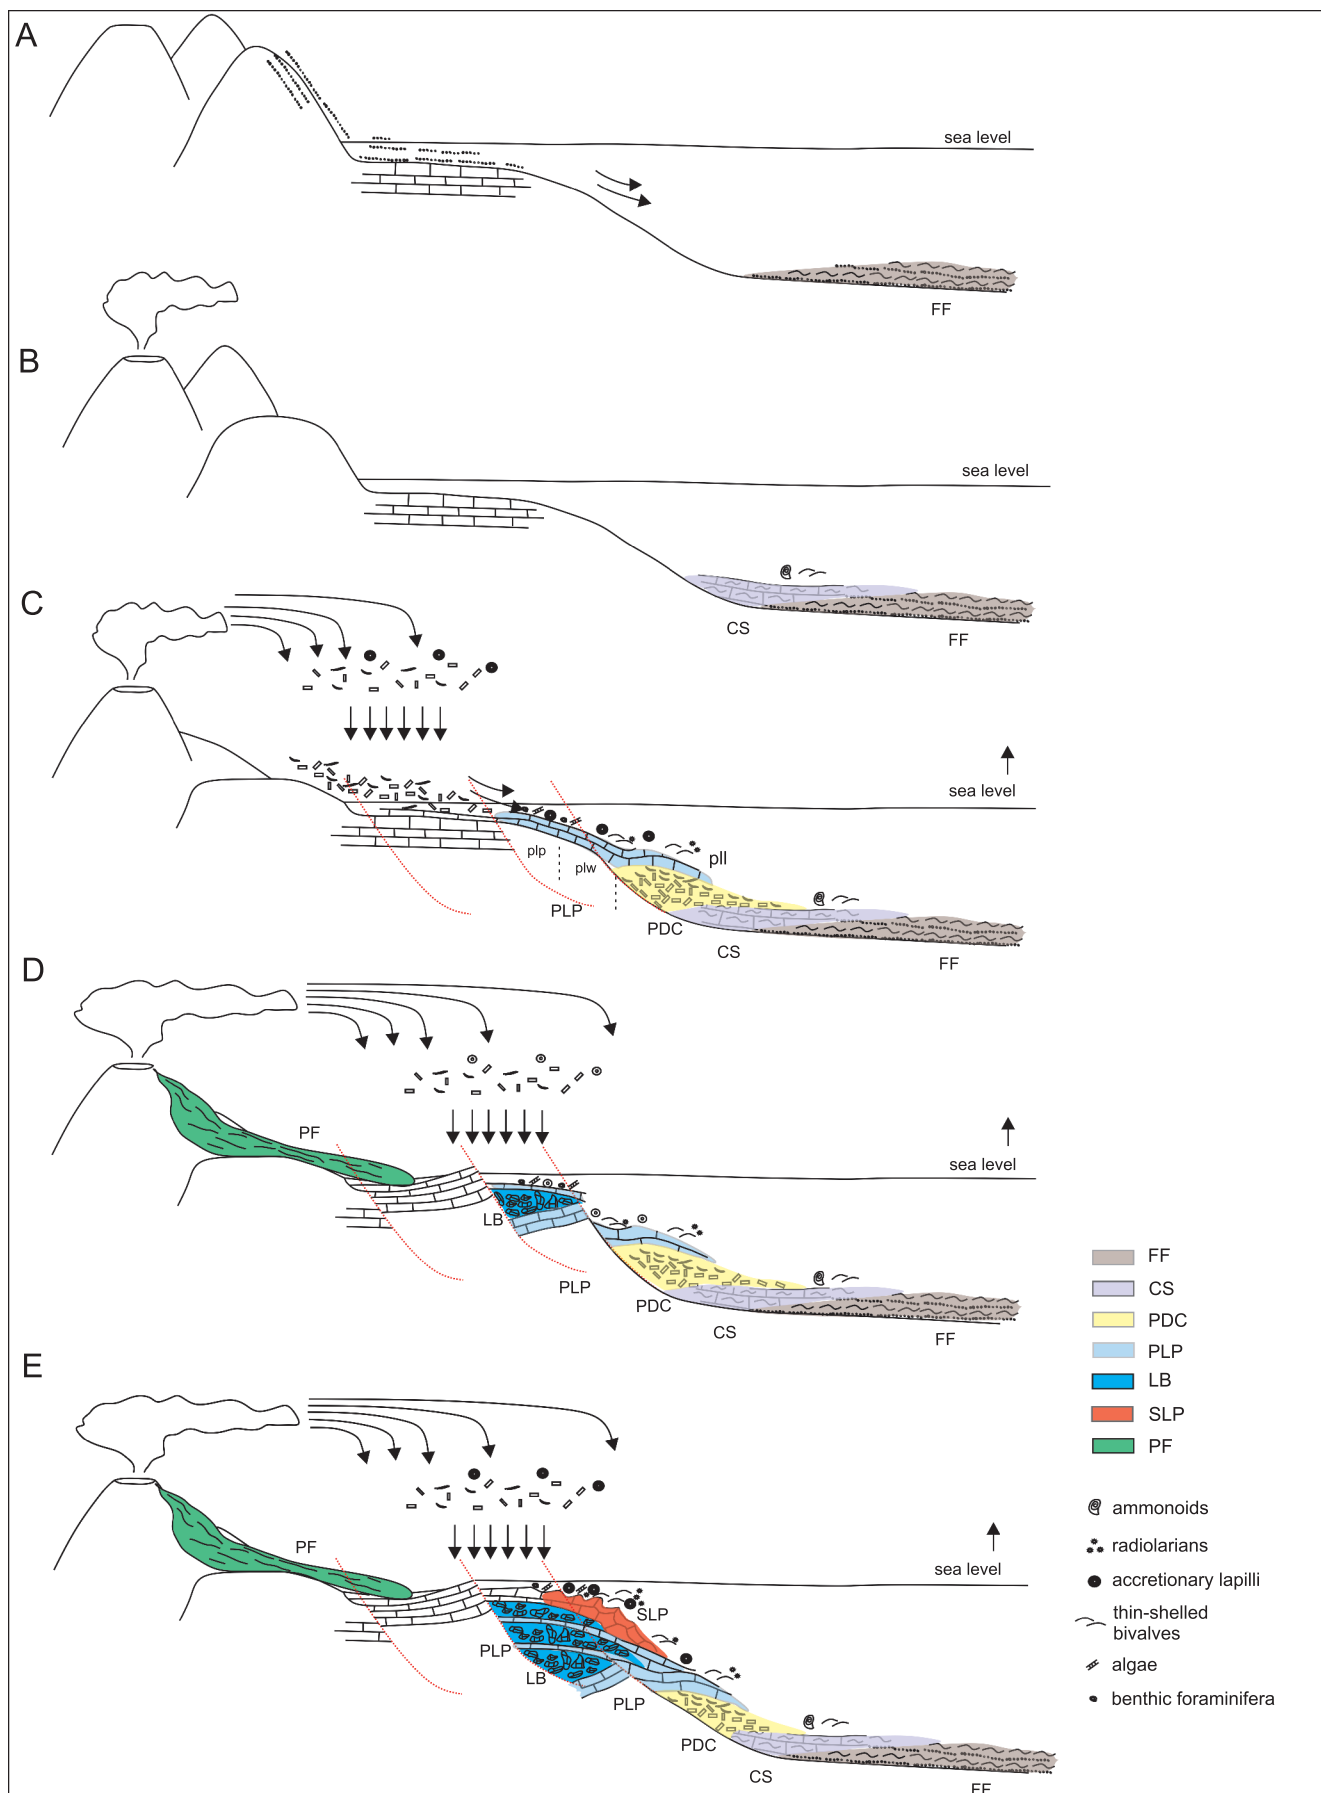 A
sea level
FF
B
sea level
CS
FF
C
sea level
plp
plw
pll
PLP
PDC
CS
FF
D
PF
sea level
LB
PLP
PDC
CS
FF
E
PF
sea level
SLP
PLP
LB
PLP
PDC
CS
FF
FF
CS
PDC
PLP
LB
SLP
PF
ammonoids
radiolarians
accretionary lapilli
thin-shelled
bivalves
algae
benthic foraminifera